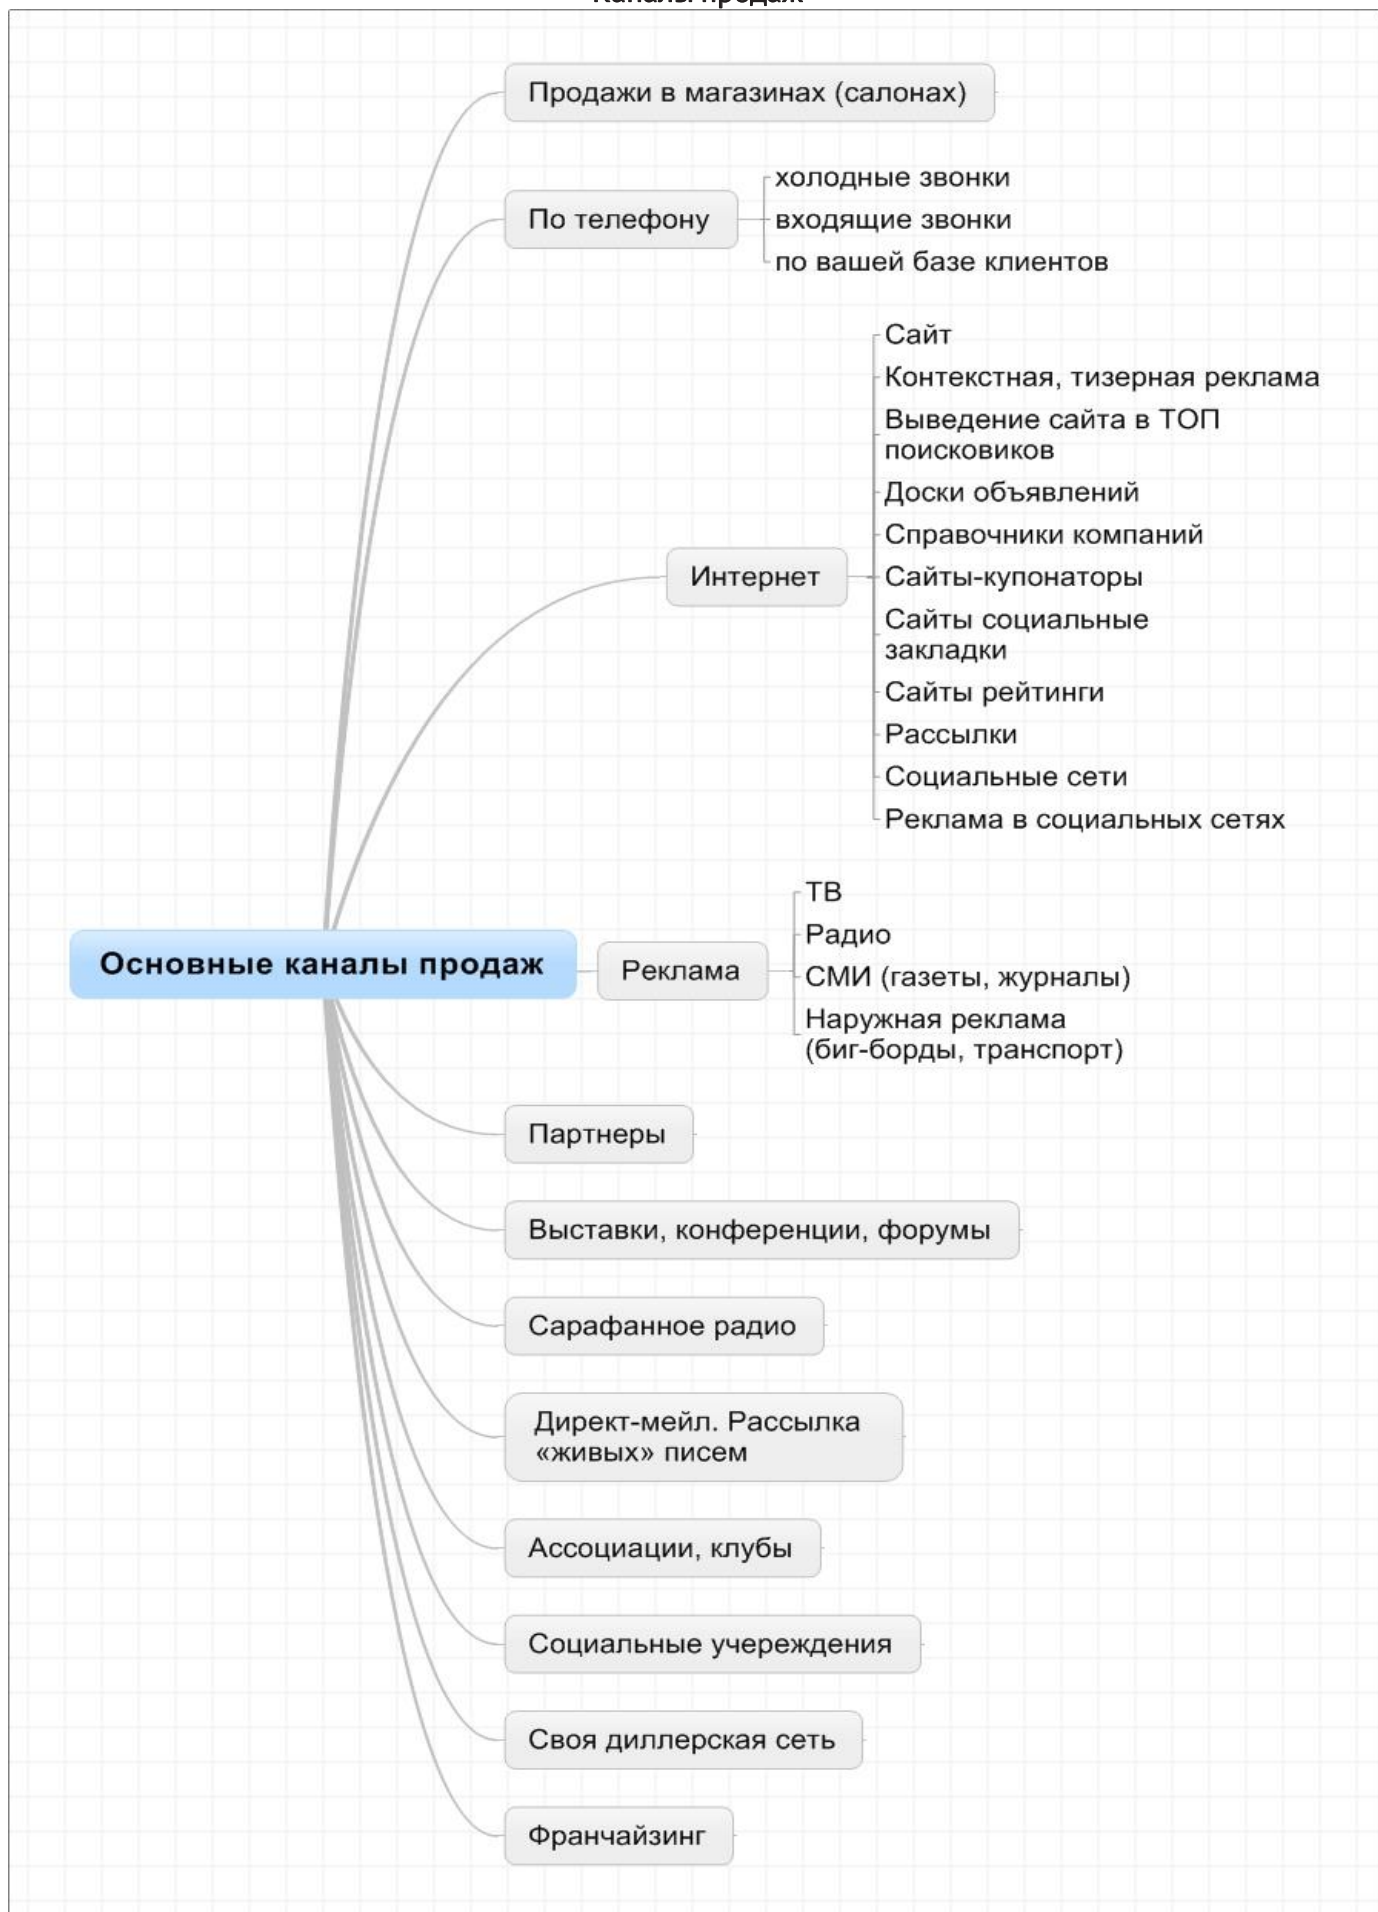 Каналы продаж
Продажи в магазинах (салонах)
холодные звонки
По телефону
входящие звонки
по вашей базе клиентов
Сайт
Контекстная, тизерная реклама
Выведение сайта в ТОП
поисковиков
Доски объявлений
Справочники компаний
Интернет
Сайты-купонаторы
Сайты социальные
закладки
Сайты рейтинги
Рассылки
Социальные сети
Реклама в социальных сетях
Основные каналы продаж
Реклама
ТВ
Радио
СМИ (газеты, журналы)
Наружная реклама
(биг-борды, транспорт)
Партнеры
Выставки, конференции, форумы
Сарафанное радио
Директ-мейл. Рассылка
«живых» писем
Ассоциации, клубы
Социальные учереждения
Своя диллерская сеть
Франчайзинг